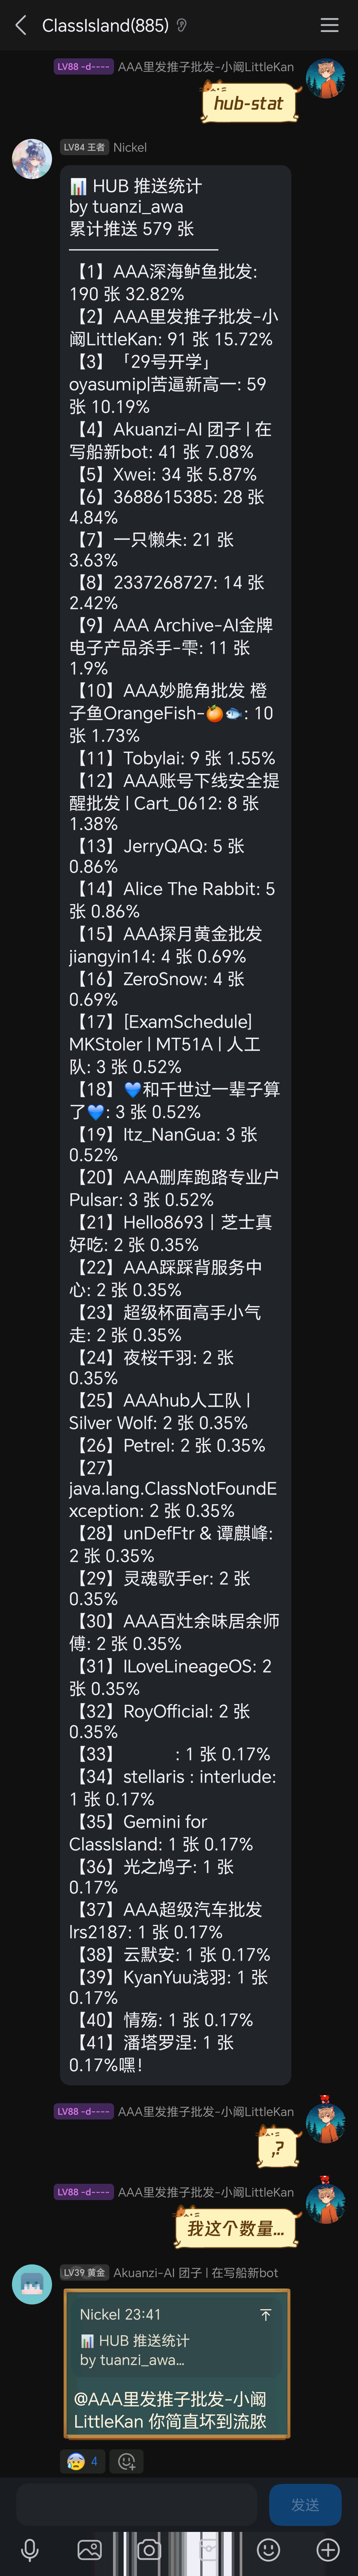 ClassIsland(885)
LV88 -d---- AAA里发推子批发-小阚LittleKan
hub-stat
LV84 王者 Nickel
📊 HUB 推送统计
by tuanzi_awa
累计推送 579 张
————————————
【1】AAA深海鲈鱼批发:
190 张 32.82%
【2】AAA里发推子批发-小
阚LittleKan: 91 张 15.72%
【3】「29号开学」
oyasumipl苦逼新高一: 59
张 10.19%
【4】Akuanzi-AI 团子 | 在
写船新bot: 41 张 7.08%
【5】Xwei: 34 张 5.87%
【6】3688615385: 28 张
4.84%
【7】一只懒朱: 21 张
3.63%
【8】2337268727: 14 张
2.42%
【9】AAA Archive-AI金牌
电子产品杀手-雫: 11 张
1.9%
【10】AAA妙脆角批发 橙
子鱼OrangeFish-🍊🐟: 10
张 1.73%
【11】Tobylai: 9 张 1.55%
【12】AAA账号下线安全提
醒批发 | Cart_0612: 8 张
1.38%
【13】JerryQAQ: 5 张
0.86%
【14】Alice The Rabbit: 5
张 0.86%
【15】AAA探月黄金批发
jiangyin14: 4 张 0.69%
【16】ZeroSnow: 4 张
0.69%
【17】[ExamSchedule]
MKStoler | MT51A | 人工
队: 3 张 0.52%
【18】💙和千世过一辈子算
了💙: 3 张 0.52%
【19】Itz_NanGua: 3 张
0.52%
【20】AAA删库跑路专业户
Pulsar: 3 张 0.52%
【21】Hello8693｜芝士真
好吃: 2 张 0.35%
【22】AAA踩踩背服务中
心: 2 张 0.35%
【23】超级杯面高手小气
走: 2 张 0.35%
【24】夜桜千羽: 2 张
0.35%
【25】AAAhub人工队 |
Silver Wolf: 2 张 0.35%
【26】Petrel: 2 张 0.35%
【27】
java.lang.ClassNotFoundE
xception: 2 张 0.35%
【28】unDefFtr & 谭麒峰:
2 张 0.35%
【29】灵魂歌手er: 2 张
0.35%
【30】AAA百灶余味居余师
傅: 2 张 0.35%
【31】ILoveLineageOS: 2
张 0.35%
【32】RoyOfficial: 2 张
0.35%
【33】 : 1 张 0.17%
【34】stellaris : interlude:
1 张 0.17%
【35】Gemini for
ClassIsland: 1 张 0.17%
【36】光之鸠子: 1 张
0.17%
【37】AAA超级汽车批发
lrs2187: 1 张 0.17%
【38】云默安: 1 张 0.17%
【39】KyanYuu浅羽: 1 张
0.17%
【40】情殇: 1 张 0.17%
【41】潘塔罗涅: 1 张
0.17%嘿!
LV88 -d---- AAA里发推子批发-小阚LittleKan
,?
LV88 -d---- AAA里发推子批发-小阚LittleKan
我这个数量...
LV39 黄金 Akuanzi-AI 团子 | 在写船新bot
Nickel 23:41
📊 HUB 推送统计
by tuanzi_awa...
@AAA里发推子批发-小阚
LittleKan 你简直坏到流脓
😰 4
发送